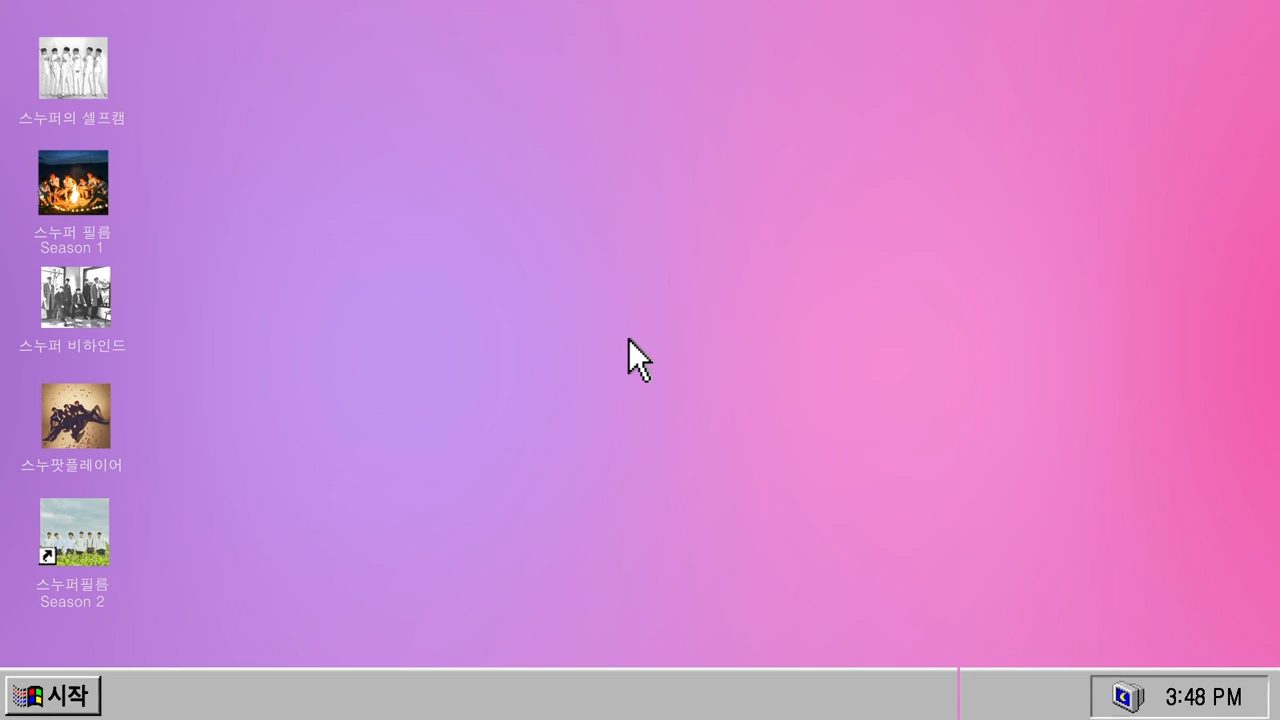 스누퍼의 셀프캠
스누퍼 필름
Season 1
스누퍼 비하인드
스누팟플레이어
스누퍼필름
Season 2
시작
3:48 PM